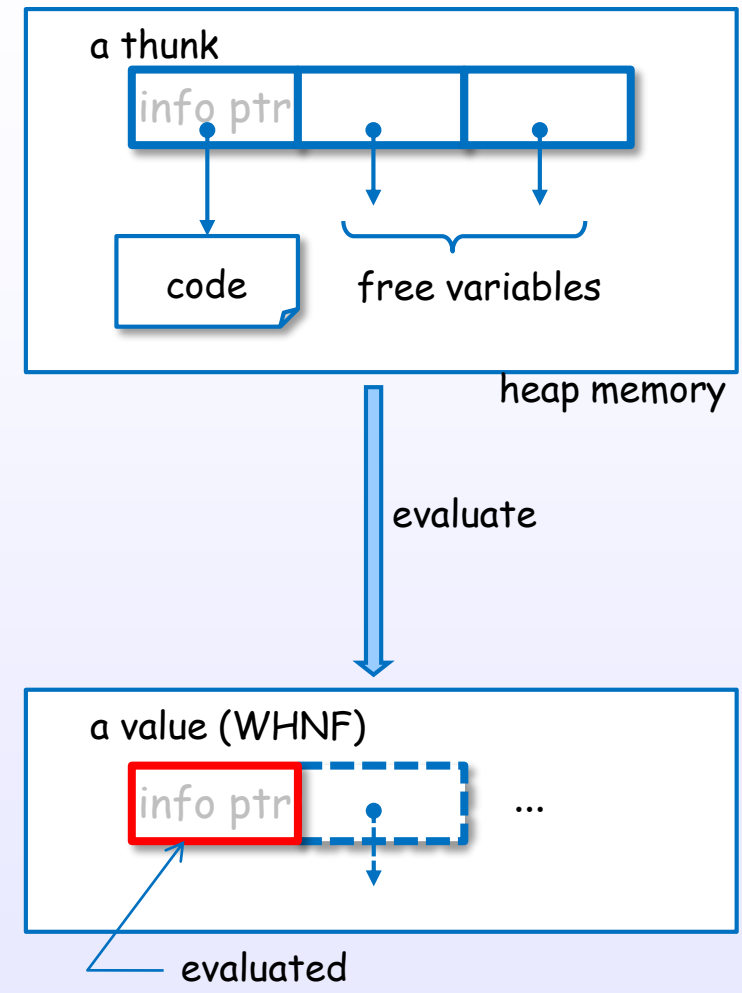 a thunk
info ptr
code
free variables
heap memory
evaluate
a value (WHNF)
info ptr
...
evaluated